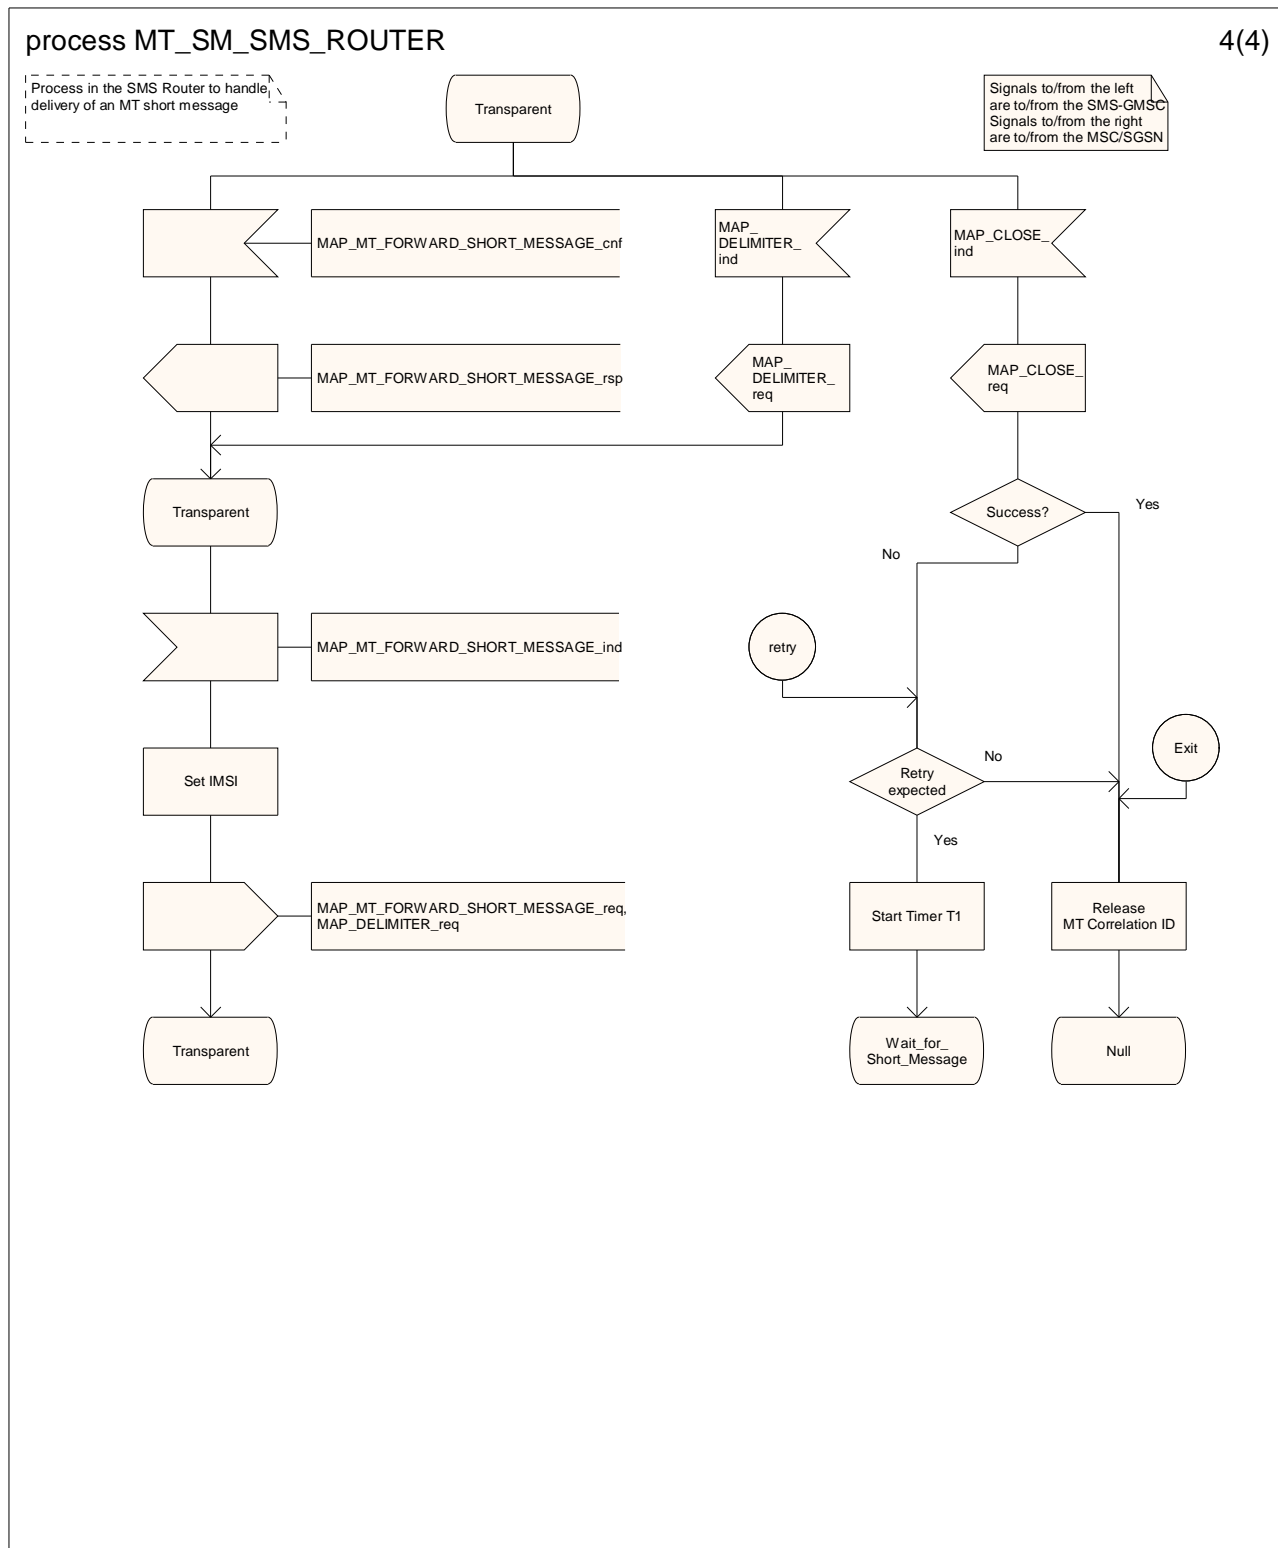 process MT_SM_SMS_ROUTER
4(4)
Process in the SMS Router to handle
delivery of an MT short message
Transparent
Signals to/from the left
are to/from the SMS-GMSC
Signals to/from the right
are to/from the MSC/SGSN
MAP_MT_FORWARD_SHORT_MESSAGE_cnf
MAP_
DELIMITER_
ind
MAP_CLOSE_
ind
MAP_MT_FORWARD_SHORT_MESSAGE_rsp
MAP_
DELIMITER_
req
MAP_CLOSE_
req
Transparent
Success?
Yes
No
MAP_MT_FORWARD_SHORT_MESSAGE_ind
retry
Set IMSI
Retry
expected
No
Exit
Yes
MAP_MT_FORWARD_SHORT_MESSAGE_req,
MAP_DELIMITER_req
Start Timer T1
Release
MT Correlation ID
Transparent
Wait_for_
Short_Message
Null